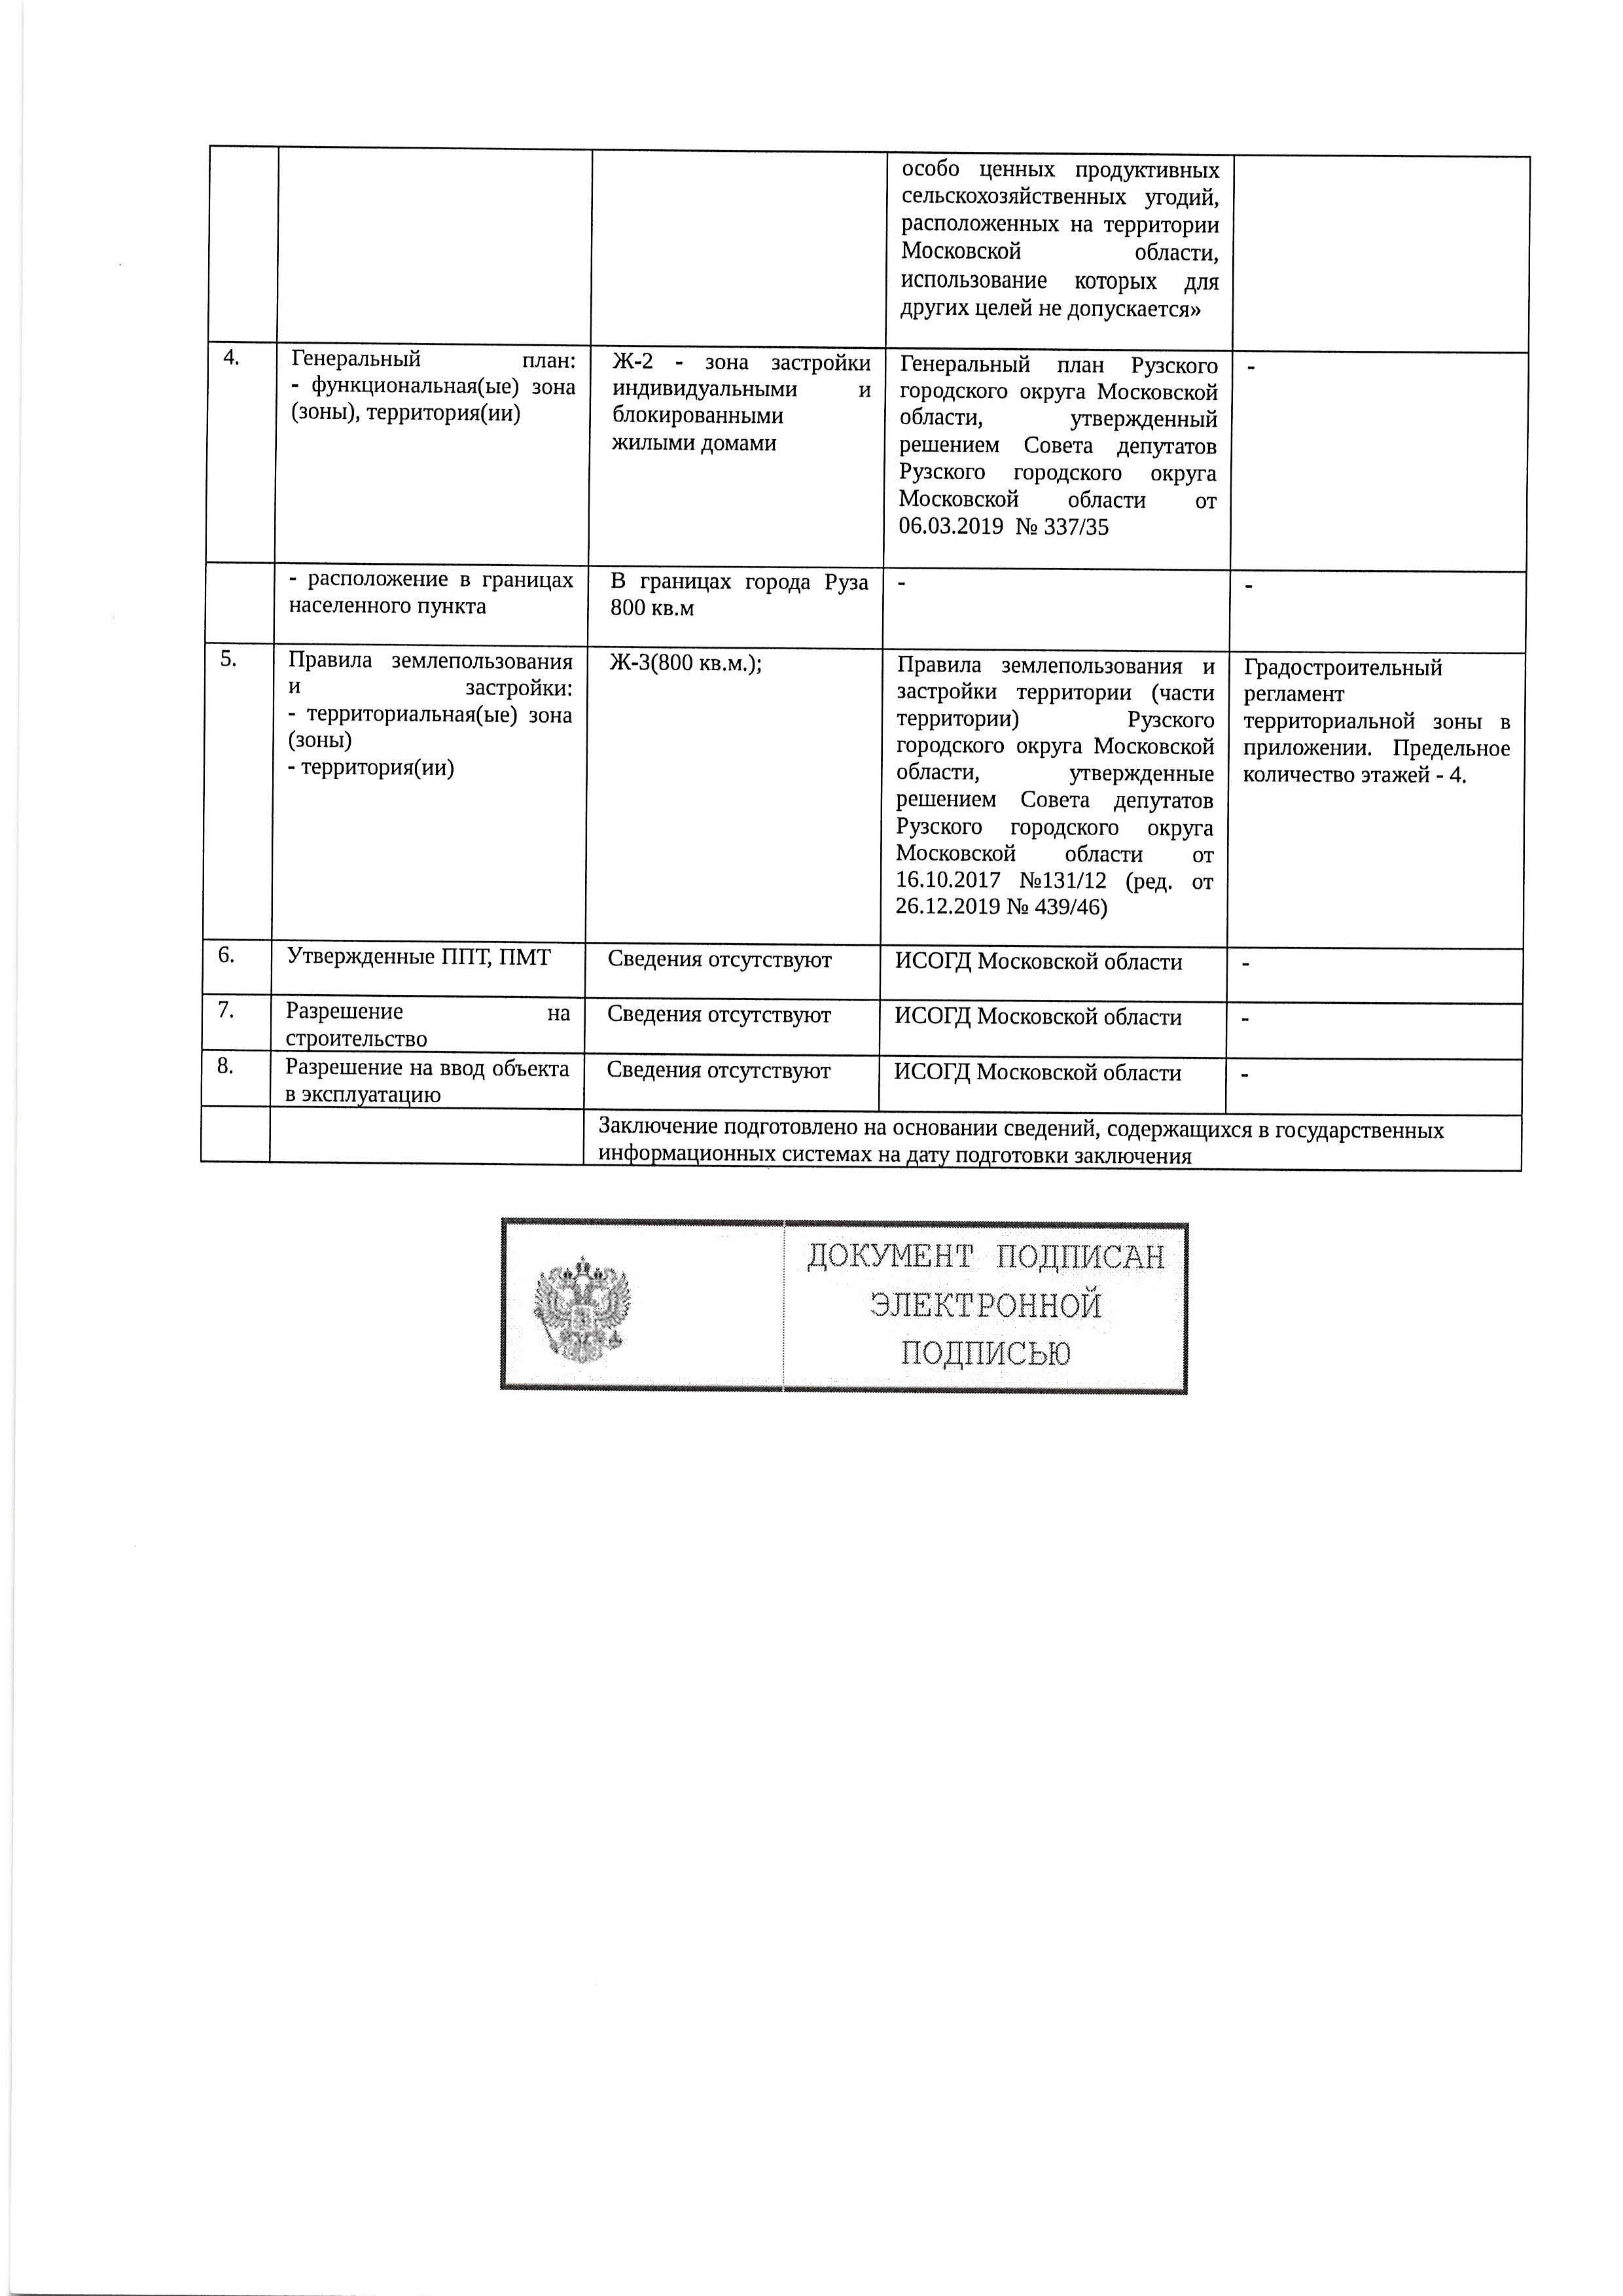 особо ценных продуктивных
сельскохозяйственных угодий,
расположенных на территории
Московской области,
использование которых для
других целей не допускается»
4.
Генеральный план:
- функциональная(ые) зона
(зоны), территория(ии)
Ж-2 - зона застройки
индивидуальными и
блокированными
жилыми домами
Генеральный план Рузского
городского округа Московской
области, утвержденный
решением Совета депутатов
Рузского городского округа
Московской области от
06.03.2019 № 337/35
-
- расположение в границах
населенного пункта
В границах города Руза
800 кв.м
-
-
5.
Правила землепользования
и застройки:
- территориальная(ые) зона
(зоны)
- территория(ии)
Ж-3(800 кв.м.);
Правила землепользования и
застройки территории (части
территории) Рузского
городского округа Московской
области, утвержденные
решением Совета депутатов
Рузского городского округа
Московской области от
16.10.2017 №131/12 (ред. от
26.12.2019 № 439/46)
Градостроительный
регламент
территориальной зоны в
приложении. Предельное
количество этажей - 4.
6.
Утвержденные ППТ, ПМТ
Сведения отсутствуют
ИСОГД Московской области
-
7.
Разрешение на
строительство
Сведения отсутствуют
ИСОГД Московской области
-
8.
Разрешение на ввод объекта
в эксплуатацию
Сведения отсутствуют
ИСОГД Московской области
-
Заключение подготовлено на основании сведений, содержащихся в государственных
информационных системах на дату подготовки заключения
ДОКУМЕНТ ПОДПИСАН
ЭЛЕКТРОННОЙ
ПОДПИСЬЮ